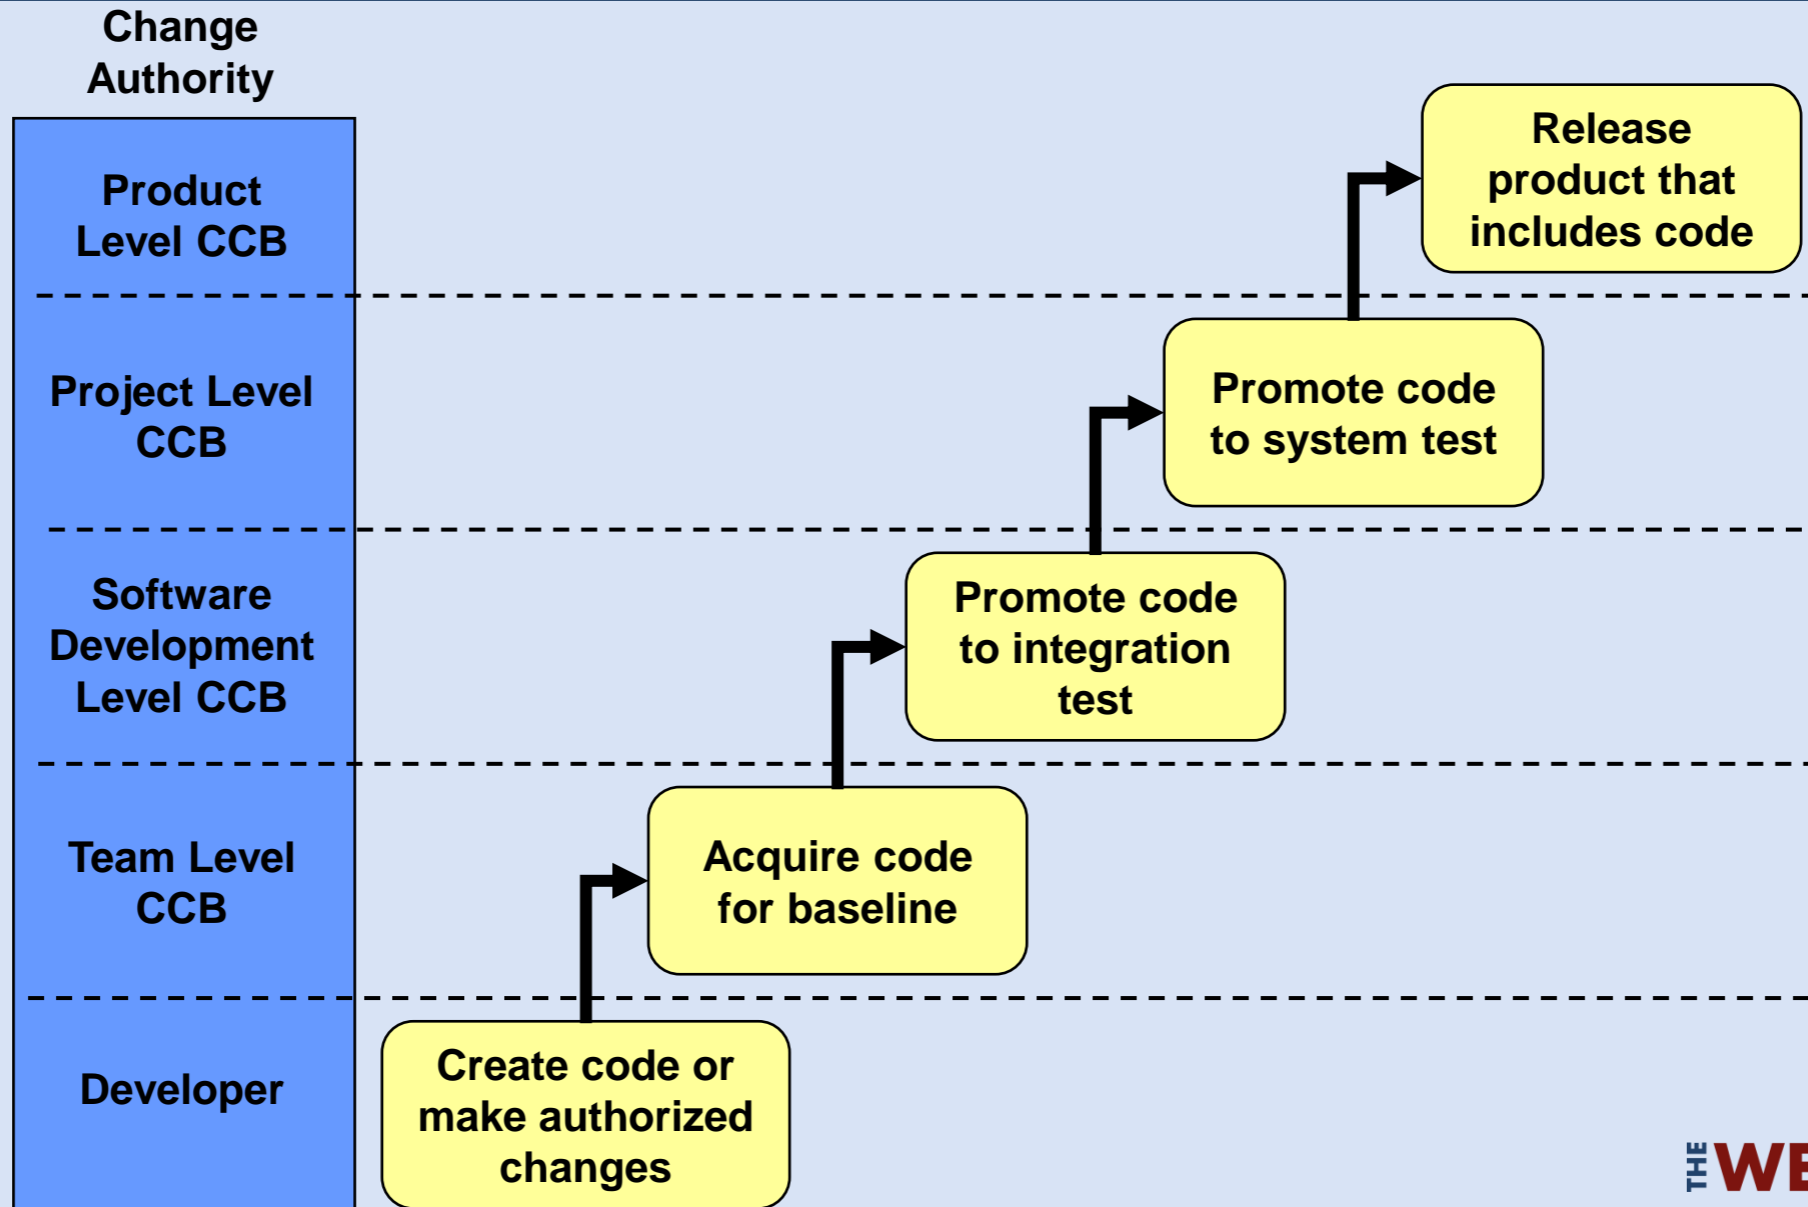 Change
Authority
Product
Level CCB
Release
product that
includes code
Project Level
CCB
Promote code
to system test
Software
Development
Level CCB
Promote code
to integration
test
Team Level
CCB
Acquire code
for baseline
Developer
Create code or
make authorized
changes
THE